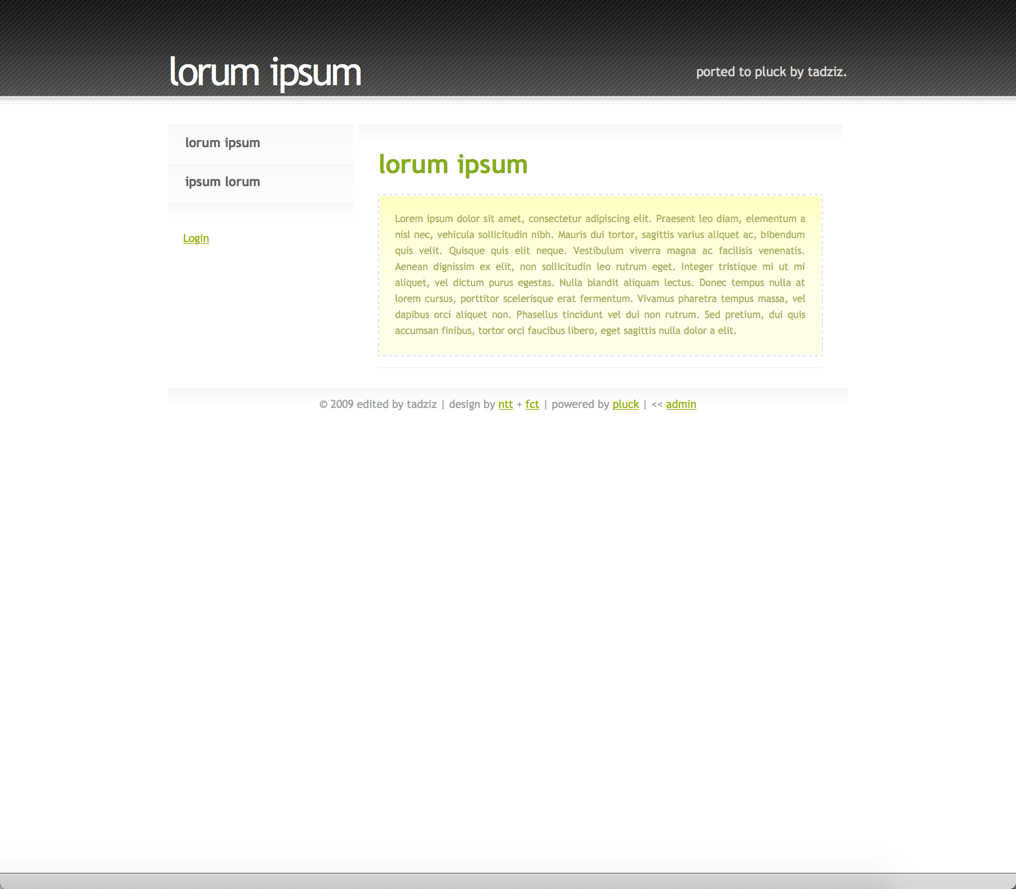 lorum ipsum
ported to pluck by tadziz.
lorum ipsum
ipsum lorum
Login
lorum ipsum
Lorem ipsum dolor sit amet, consectetur adipiscing elit. Praesent leo diam, elementum a
nisl nec, vehicula sollicitudin nibh. Mauris dui tortor, sagittis varius aliquet ac, bibendum
quis velit. Quisque quis elit neque. Vestibulum viverra magna ac facilisis venenatis.
Aenean dignissim ex elit, non sollicitudin leo rutrum eget. Integer tristique mi ut mi
aliquet, vel dictum purus egestas. Nulla blandit aliquam lectus. Donec tempus nulla at
lorem cursus, porttitor scelerisque erat fermentum. Vivamus pharetra tempus massa, vel
dapibus orci aliquet non. Phasellus tincidunt vel dui non rutrum. Sed pretium, dui quis
accumsan finibus, tortor orci faucibus libero, eget sagittis nulla dolor a elit.
© 2009 edited by tadziz | design by ntt + fct | powered by pluck | << admin